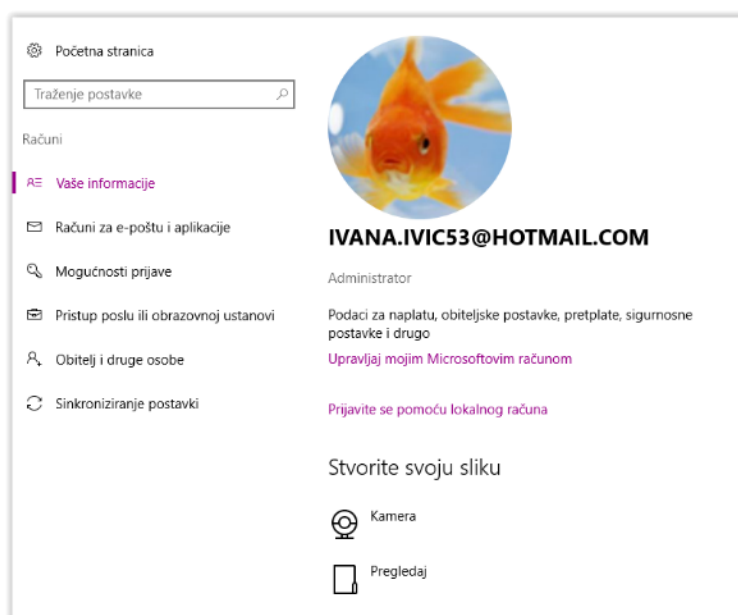 Početna stranica
Traženje postavke
Računi
Vaše informacije
Računi za e-poštu i aplikacije
Mogućnosti prijave
Pristup poslu ili obrazovnoj ustanovi
Obitelj i druge osobe
Sinkroniziranje postavki
IVANA.IVIC53@HOTMAIL.COM
Administrator
Podaci za naplatu, obiteljske postavke, pretplate, sigurnosne
postavke i drugo
Upravljaj mojim Microsoftovim računom
Prijavite se pomoću lokalnog računa
Stvorite svoju sliku
Kamera
Pregledaj